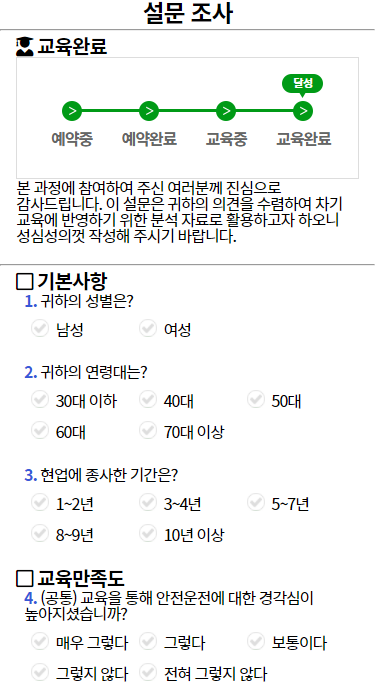 설문 조사
교육완료
달성
예약중 예약완료 교육중 교육완료
본 과정에 참여하여 주신 여러분께 진심으로
감사드립니다. 이 설문은 귀하의 의견을 수렴하여 차기
교육에 반영하기 위한 분석 자료로 활용하고자 하오니
성심성의껏 작성해 주시기 바랍니다.
기본사항
1. 귀하의 성별은?
남성 여성
2. 귀하의 연령대는?
30대 이하 40대 50대
60대 70대 이상
3. 현업에 종사한 기간은?
1~2년 3~4년 5~7년
8~9년 10년 이상
교육만족도
4. (공통) 교육을 통해 안전운전에 대한 경각심이
높아지셨습니까?
매우 그렇다 그렇다 보통이다
그렇지 않다 전혀 그렇지 않다